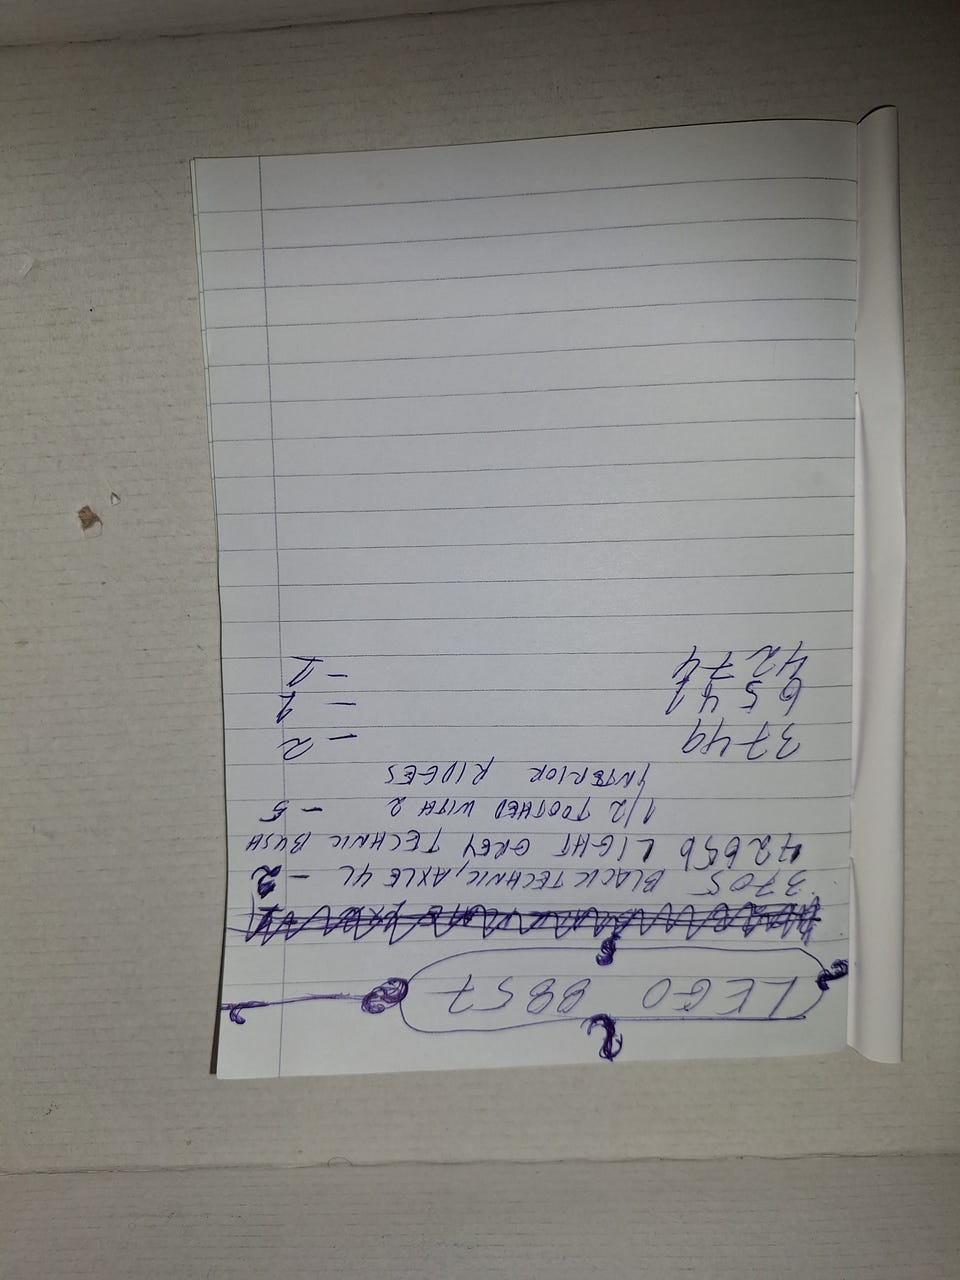 LEGO 8857
3705 BLACK TECHNIC, AXLE 4L - 2
4265b LIGHT GREY TECHNIC BUSH
1/2 TOOTHED WITH 2 - 5
INTERIOR RIDGES
3749 - 2
6541 - 1
4274 - 1